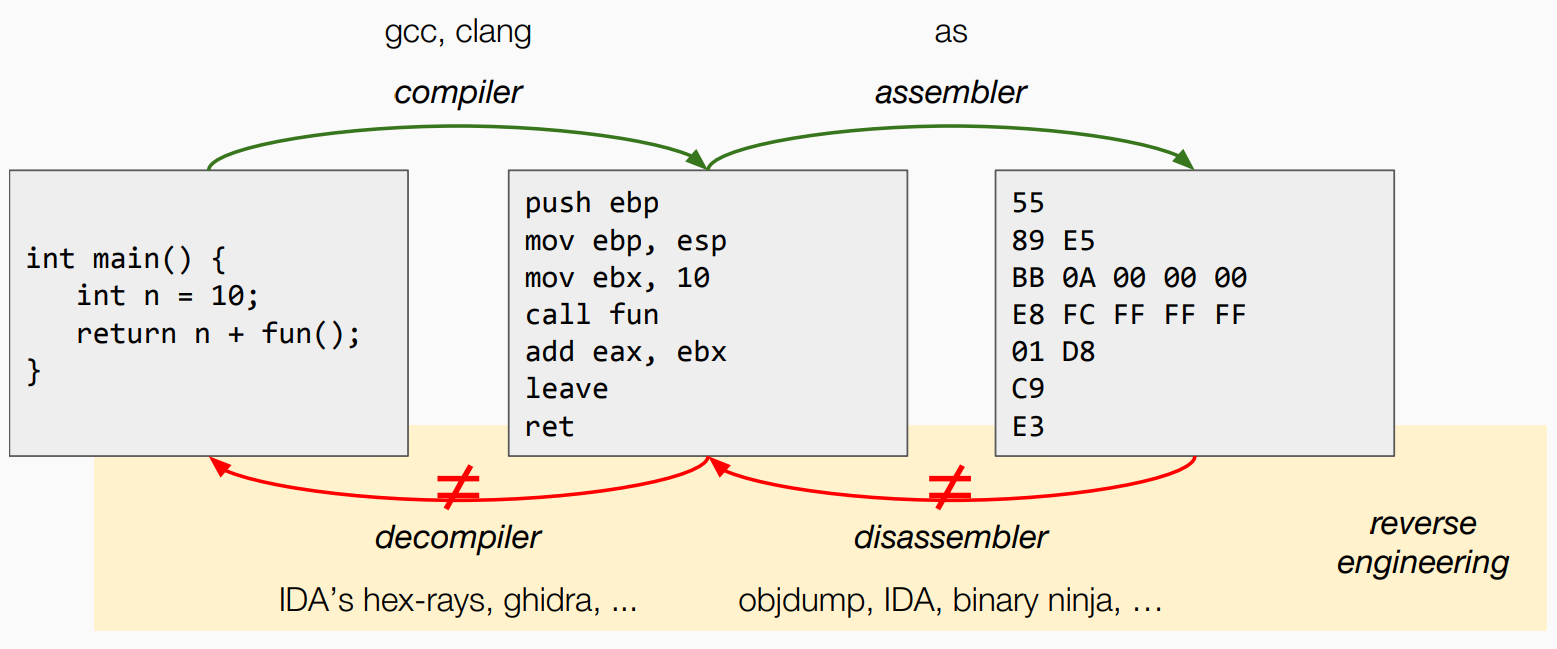 gcc, clang
as
compiler
assembler
int main() {
   int n = 10;
   return n + fun();
}
push ebp
mov ebp, esp
mov ebx, 10
call fun
add eax, ebx
leave
ret
55
89 E5
BB 0A 00 00 00
E8 FC FF FF FF
01 D8
C9
E3
≠
≠
decompiler
disassembler
reverse
engineering
IDA’s hex-rays, ghidra, ...
objdump, IDA, binary ninja, …